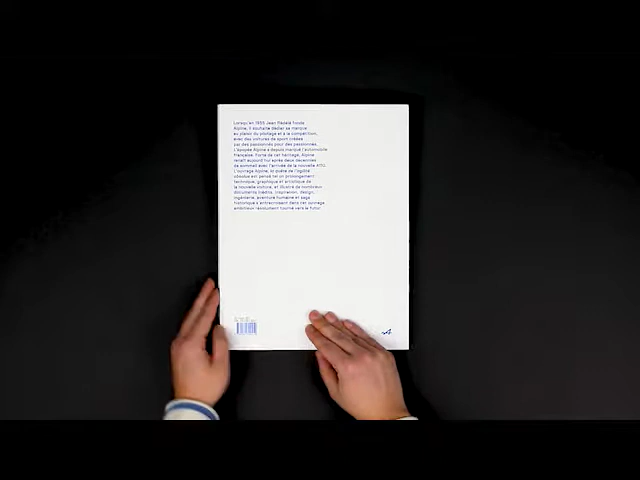 Lorsqu'en 1955 Jean Rédélé fonde
Alpine, il souhaite dédier sa marque
au plaisir du pilotage et à la compétition,
avec des voitures de sport créées
par des passionnés pour des passionnés.
L'épopée Alpine a depuis marqué l'automobile
française. Forte de cet héritage, Alpine
renaît aujourd'hui après deux décennies
de sommeil avec l'arrivée de la nouvelle A110.
L'ouvrage Alpine, la quête de l'agilité
absolue est pensé tel un prolongement
technique, graphique et artistique de
la nouvelle voiture, et illustré de nombreux
documents inédits. Inspiration, design,
ingénierie, aventure humaine et saga
historique s'entrecroisent dans cet ouvrage
ambitieux résolument tourné vers le futur.